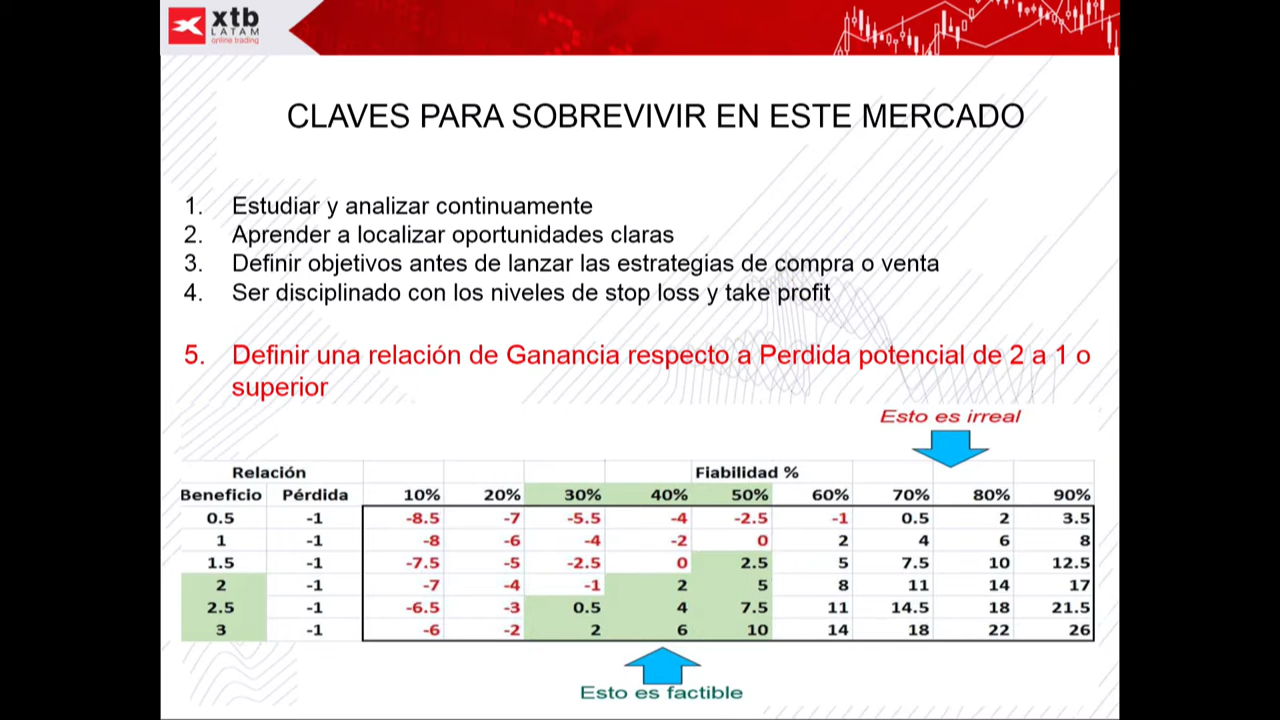 xtb
LATAM
online trading
CLAVES PARA SOBREVIVIR EN ESTE MERCADO
1. Estudiar y analizar continuamente
2. Aprender a localizar oportunidades claras
3. Definir objetivos antes de lanzar las estrategias de compra o venta
4. Ser disciplinado con los niveles de stop loss y take profit
5. Definir una relación de Ganancia respecto a Perdida potencial de 2 a 1 o
superior
Esto es irreal
Relación Fiabilidad %
Beneficio Pérdida 10% 20% 30% 40% 50% 60% 70% 80% 90%
0.5 -1 -8.5 -7 -5.5 -4 -2.5 -1 0.5 2 3.5
1 -1 -8 -6 -4 -2 0 2 4 6 8
1.5 -1 -7.5 -5 -2.5 0 2.5 5 7.5 10 12.5
2 -1 -7 -4 -1 2 5 8 11 14 17
2.5 -1 -6.5 -3 0.5 4 7.5 11 14.5 18 21.5
3 -1 -6 -2 2 6 10 14 18 22 26
Esto es factible